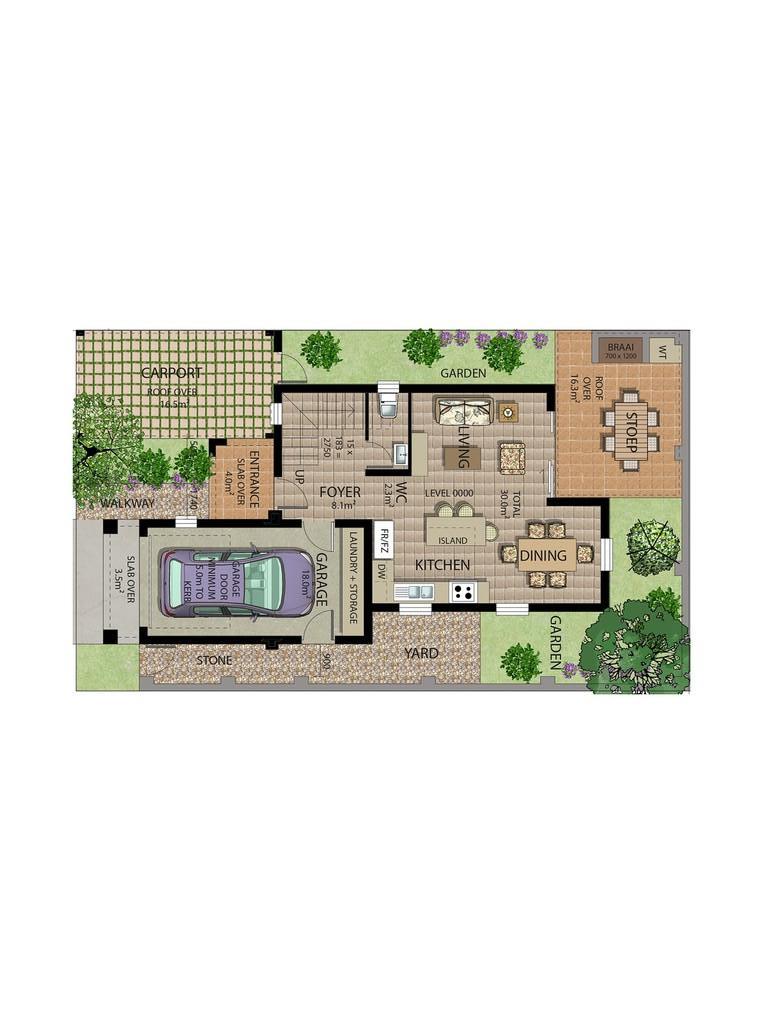 BRAAI
700 x 1200
WT
CARPORT
ROOF OVER
16.5m²
GARDEN
ROOF
OVER
16.3m²
STOEP
15 x
183 =
2750
LIVING
UP
ENTRANCE
SLAB OVER
4.0m²
WALKWAY
1740
FOYER
8.1m²
WC
2.3m²
LEVEL 0000
TOTAL
30.0m²
ISLAND
KITCHEN
DINING
FR/FZ
DW
SLAB OVER
3.5m²
GARAGE
DOOR
MINIMUM
5.0m TO
KERB
GARAGE
18.0m²
LAUNDRY + STORAGE
STONE
900
YARD
GARDEN